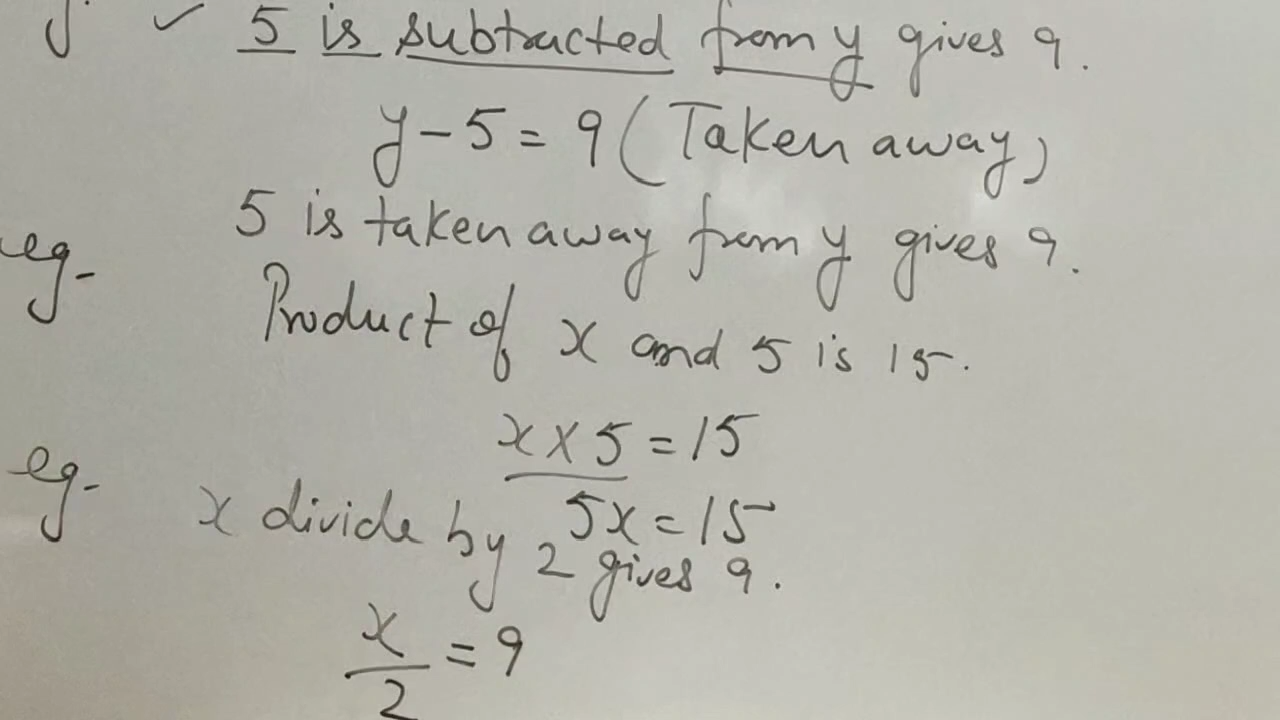 ✓ 5 is subtracted from y gives 9.
y - 5 = 9 (Taken away)
5 is taken away from y gives 9.
eg- Product of x and 5 is 15.
x × 5 = 15
5x = 15
eg- x divide by 2 gives 9.
x/2 = 9